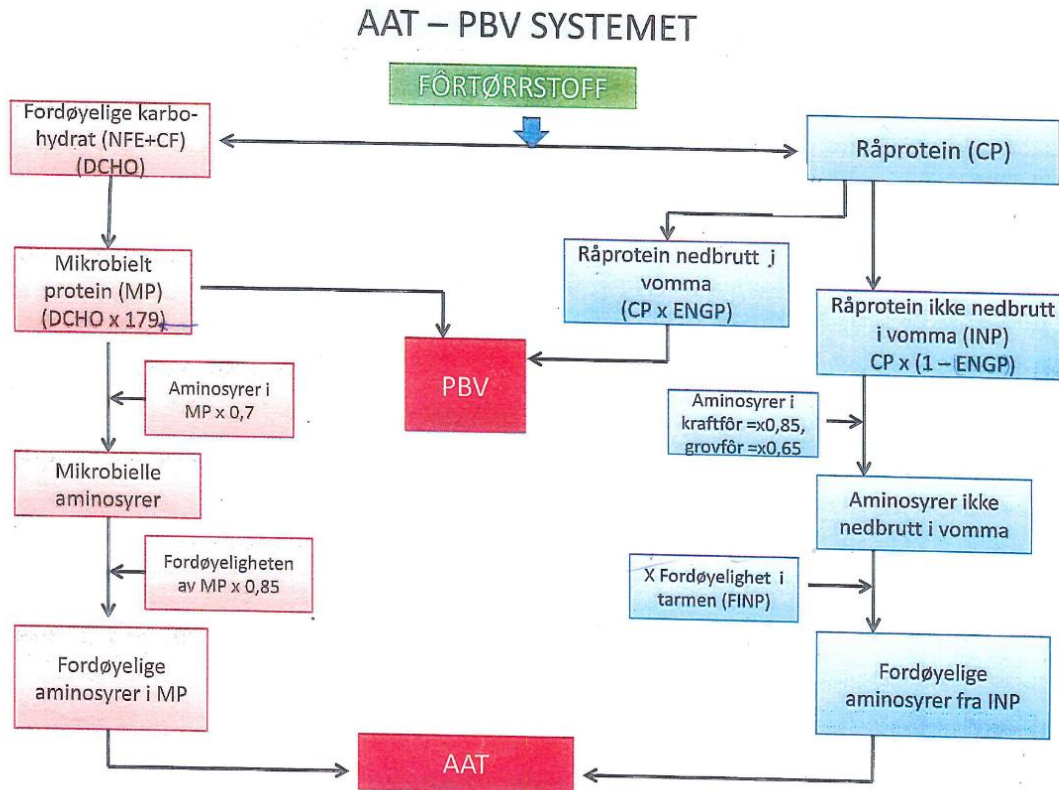 AAT – PBV SYSTEMET
FÔRTØRRSTOFF
Fordøyelige karbo-
hydrat (NFE+CF)
(DCHO)
Råprotein (CP)
Mikrobielt
protein (MP)
(DCHO x 179)
Råprotein nedbrutt i
vomma
(CP x ENGP)
Råprotein ikke nedbrutt
i vomma (INP)
CP x (1 – ENGP)
PBV
Aminosyrer i
MP x 0,7
Aminosyrer i
kraftfôr =x0,85,
grovfôr =x0,65
Mikrobielle
aminosyrer
Aminosyrer ikke
nedbrutt i vomma
Fordøyeligheten
av MP x 0,85
X Fordøyelighet i
tarmen (FINP)
Fordøyelige
aminosyrer i MP
Fordøyelige
aminosyrer fra INP
AAT